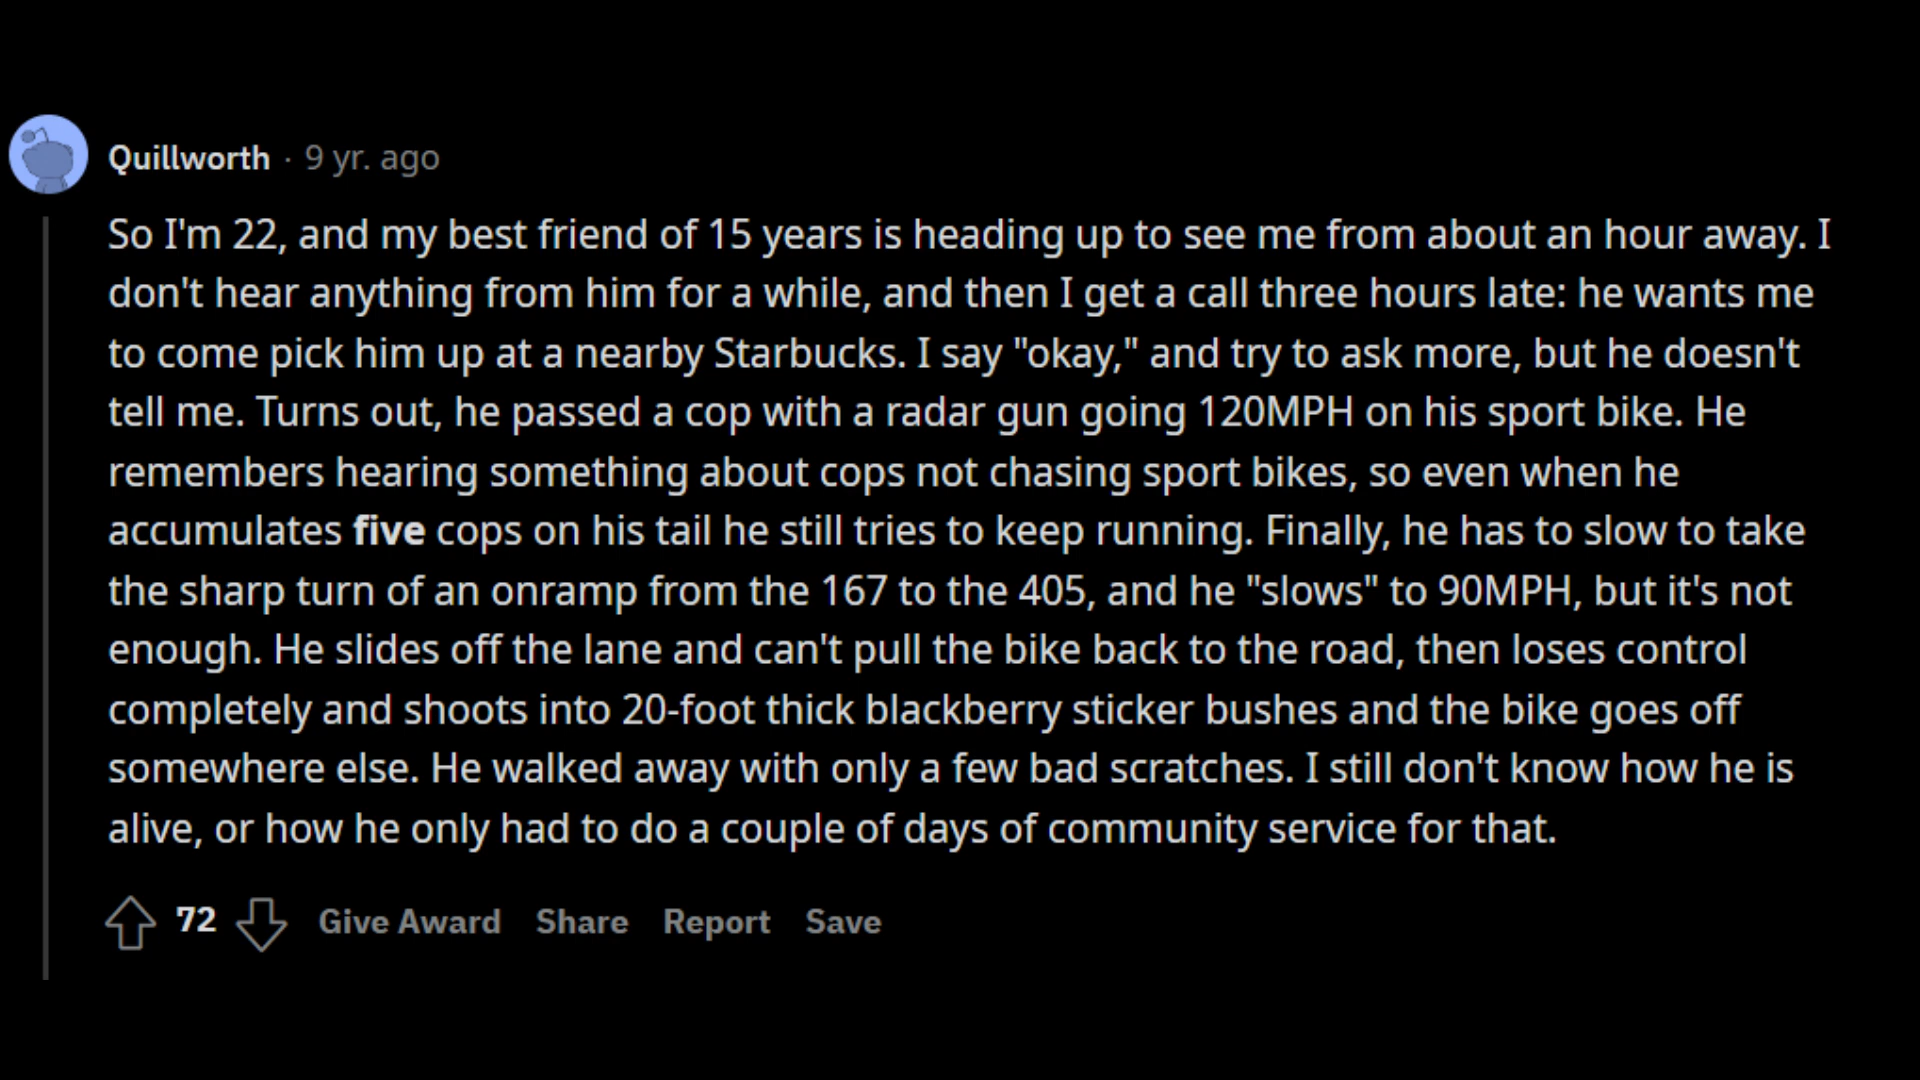 Quillworth · 9 yr. ago
So I'm 22, and my best friend of 15 years is heading up to see me from about an hour away. I
don't hear anything from him for a while, and then I get a call three hours late: he wants me
to come pick him up at a nearby Starbucks. I say "okay," and try to ask more, but he doesn't
tell me. Turns out, he passed a cop with a radar gun going 120MPH on his sport bike. He
remembers hearing something about cops not chasing sport bikes, so even when he
accumulates five cops on his tail he still tries to keep running. Finally, he has to slow to take
the sharp turn of an onramp from the 167 to the 405, and he "slows" to 90MPH, but it's not
enough. He slides off the lane and can't pull the bike back to the road, then loses control
completely and shoots into 20-foot thick blackberry sticker bushes and the bike goes off
somewhere else. He walked away with only a few bad scratches. I still don't know how he is
alive, or how he only had to do a couple of days of community service for that.
72 Give Award Share Report Save